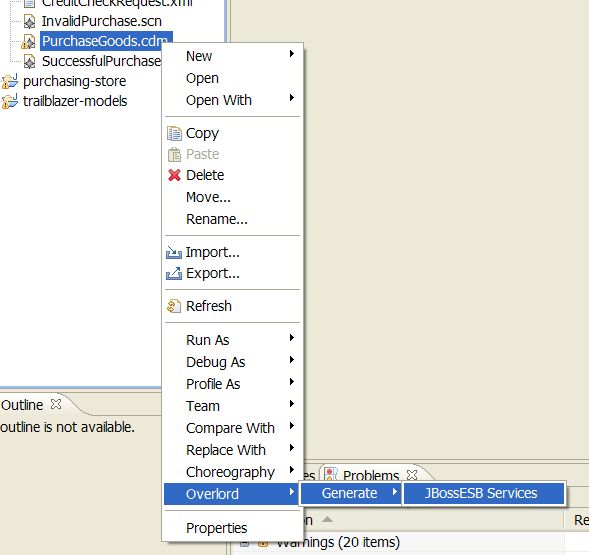 CreditCheckRequest.xml
InvalidPurchase.scn
PurchaseGoods.cdm
SuccessfulPurchase
purchasing-store
trailblazer-models
New
Open
Open With
Copy
Paste
Delete
Move...
Rename...
Import...
Export...
Refresh
Run As
Debug As
Profile As
Team
Compare With
Replace With
Choreography
Overlord
Properties
Generate
JBossESB Services
Outline
outline is not available.
Problems
Warnings (20 items)
Re